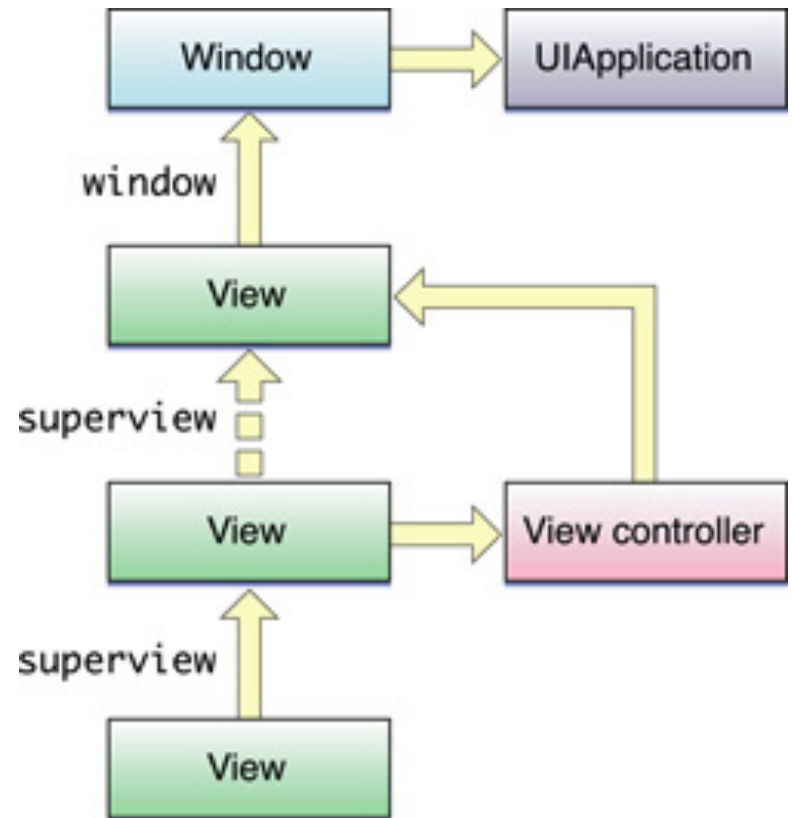 Window
UIApplication
window
View
superview
View
View controller
superview
View